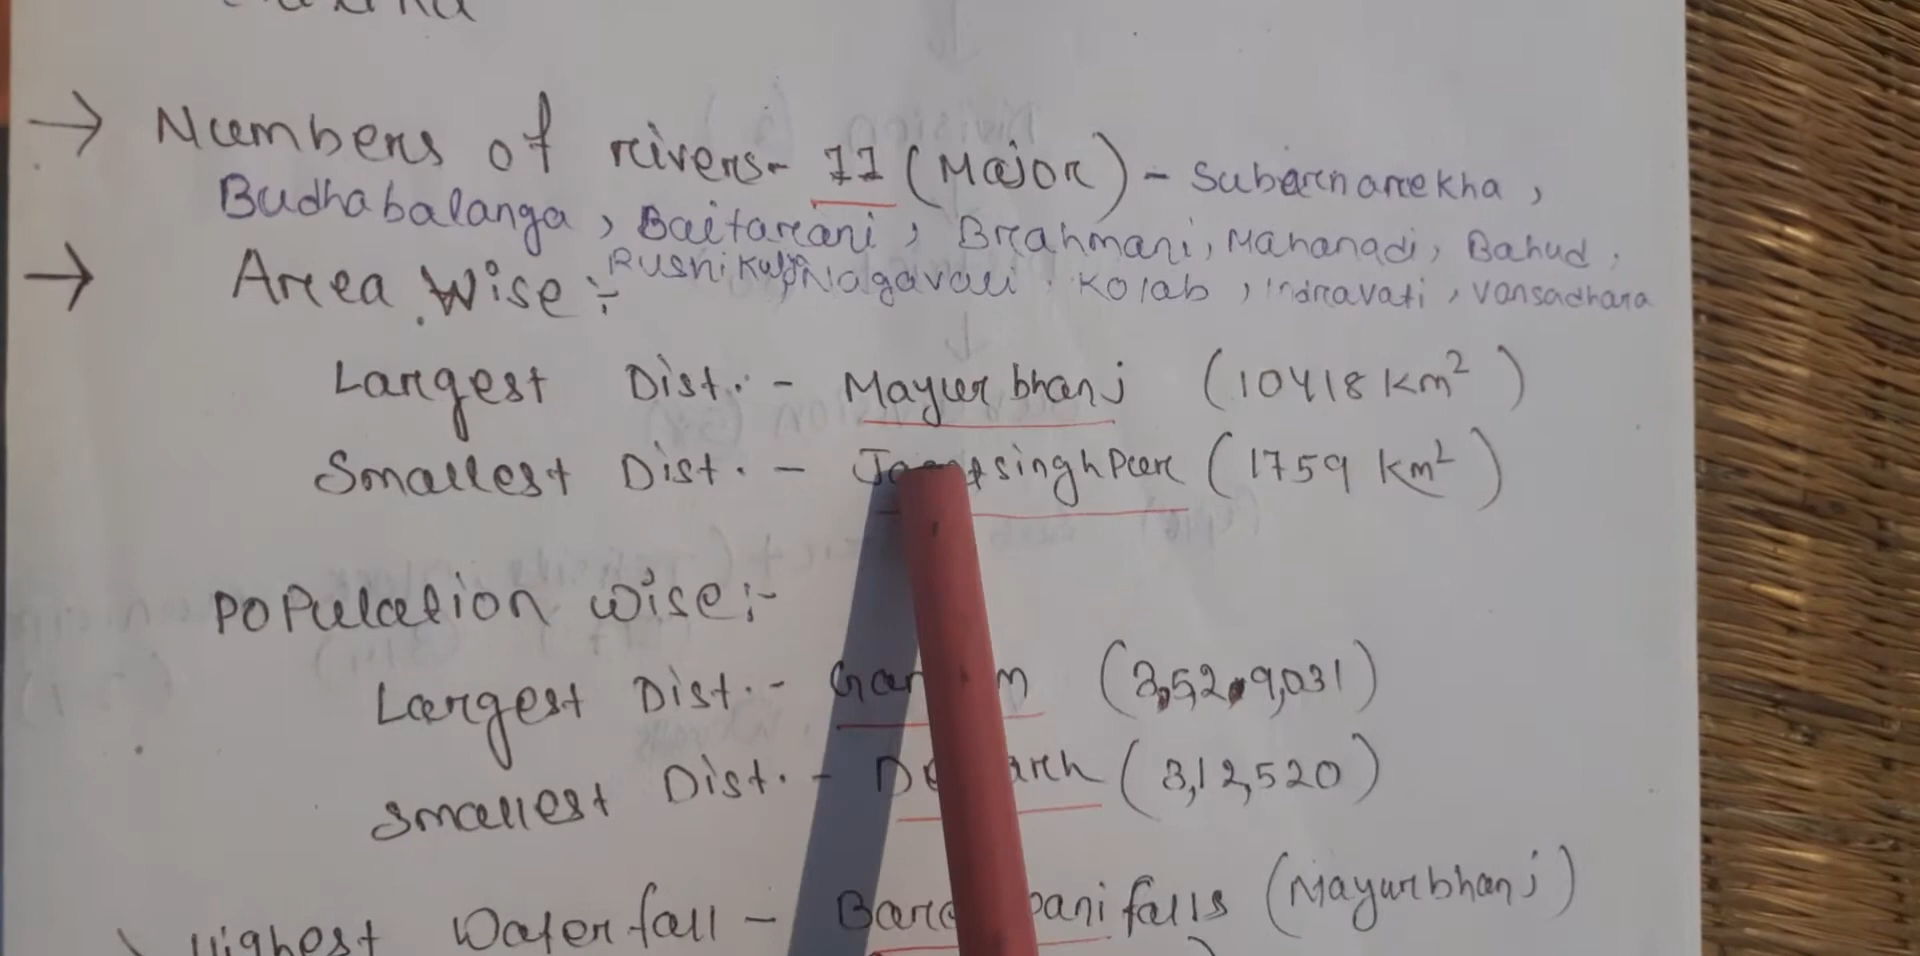 → Numbers of rivers- 11 (Major) - Subarnarekha,
Budhabalanga, Baitarani, Brahmani, Mahanadi, Bahud,
Rushikulya Nagavali. Kolab, Indravati, Vansadhara
→ Area Wise :-
Largest Dist. - Mayurbhanj (10418 Km²)
Smallest Dist. - singhpur (1759 Km²)
Population wise :-
Largest Dist. - (3,52,9,031)
Smallest Dist. - (3,12,520)
Highest Waterfall - falls (Mayurbhanj)